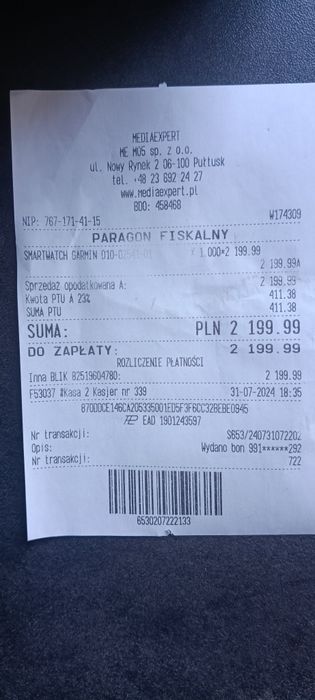 MEDIAEXPERT
ME M05 sp. z o.o.
ul. Nowy Rynek 2 06-100 Pułtusk
tel. +48 23 692 24 27
www.mediaexpert.pl
BDO: 458468
NIP: 767-171-41-15 W174309
PARAGON FISKALNY
SMARTWATCH GARMIN 010- 1.000*2 199.99
2 199.99A
Sprzedaż opodatkowana A: 2 199.99
Kwota PTU A 23% 411.38
SUMA PTU 411.38
SUMA: PLN 2 199.99
DO ZAPŁATY: 2 199.99
ROZLICZENIE PŁATNOŚCI
Inna BLIK 82519604780: 2 199.99
F53037 #Kasa 2 Kasjer nr 339 31-07-2024 18:35
870D0CE146CA205335001ED5F3F6CC32BEBE0945
EAD 1901243597
Nr transakcji: S653/240731072202
Opis: Wydano bon 991******292
Nr transakcji: 722
6530207222133